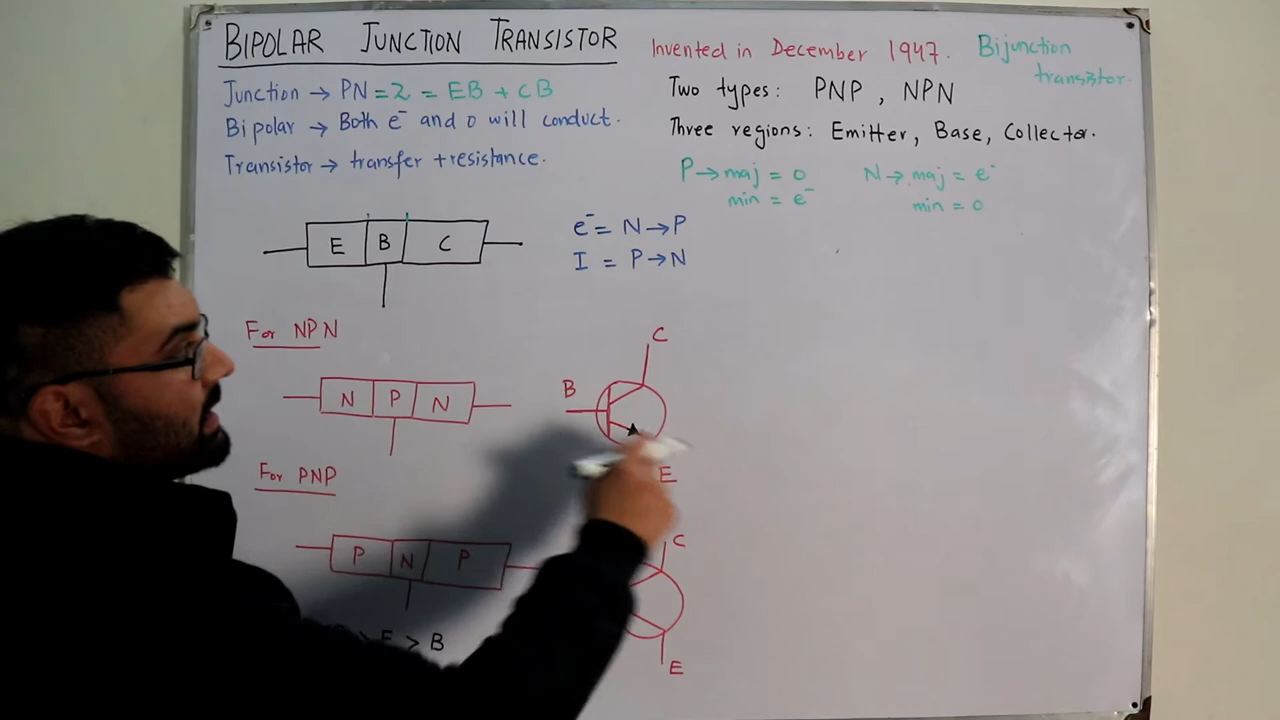 BIPOLAR JUNCTION TRANSISTOR
Invented in December 1947. Bijunction
transistor.
Junction → PN = 2 = EB + CB
Bipolar → Both e⁻ and o will conduct.
Transistor → transfer + resistance.
Two types: PNP, NPN
Three regions: Emitter, Base, Collector.
P → maj = o
min = e⁻
N → maj = e⁻
min = o
E B C
e⁻ = N → P
I = P → N
For NPN
N P N
C
B
E
For PNP
P N P
C
E
> B